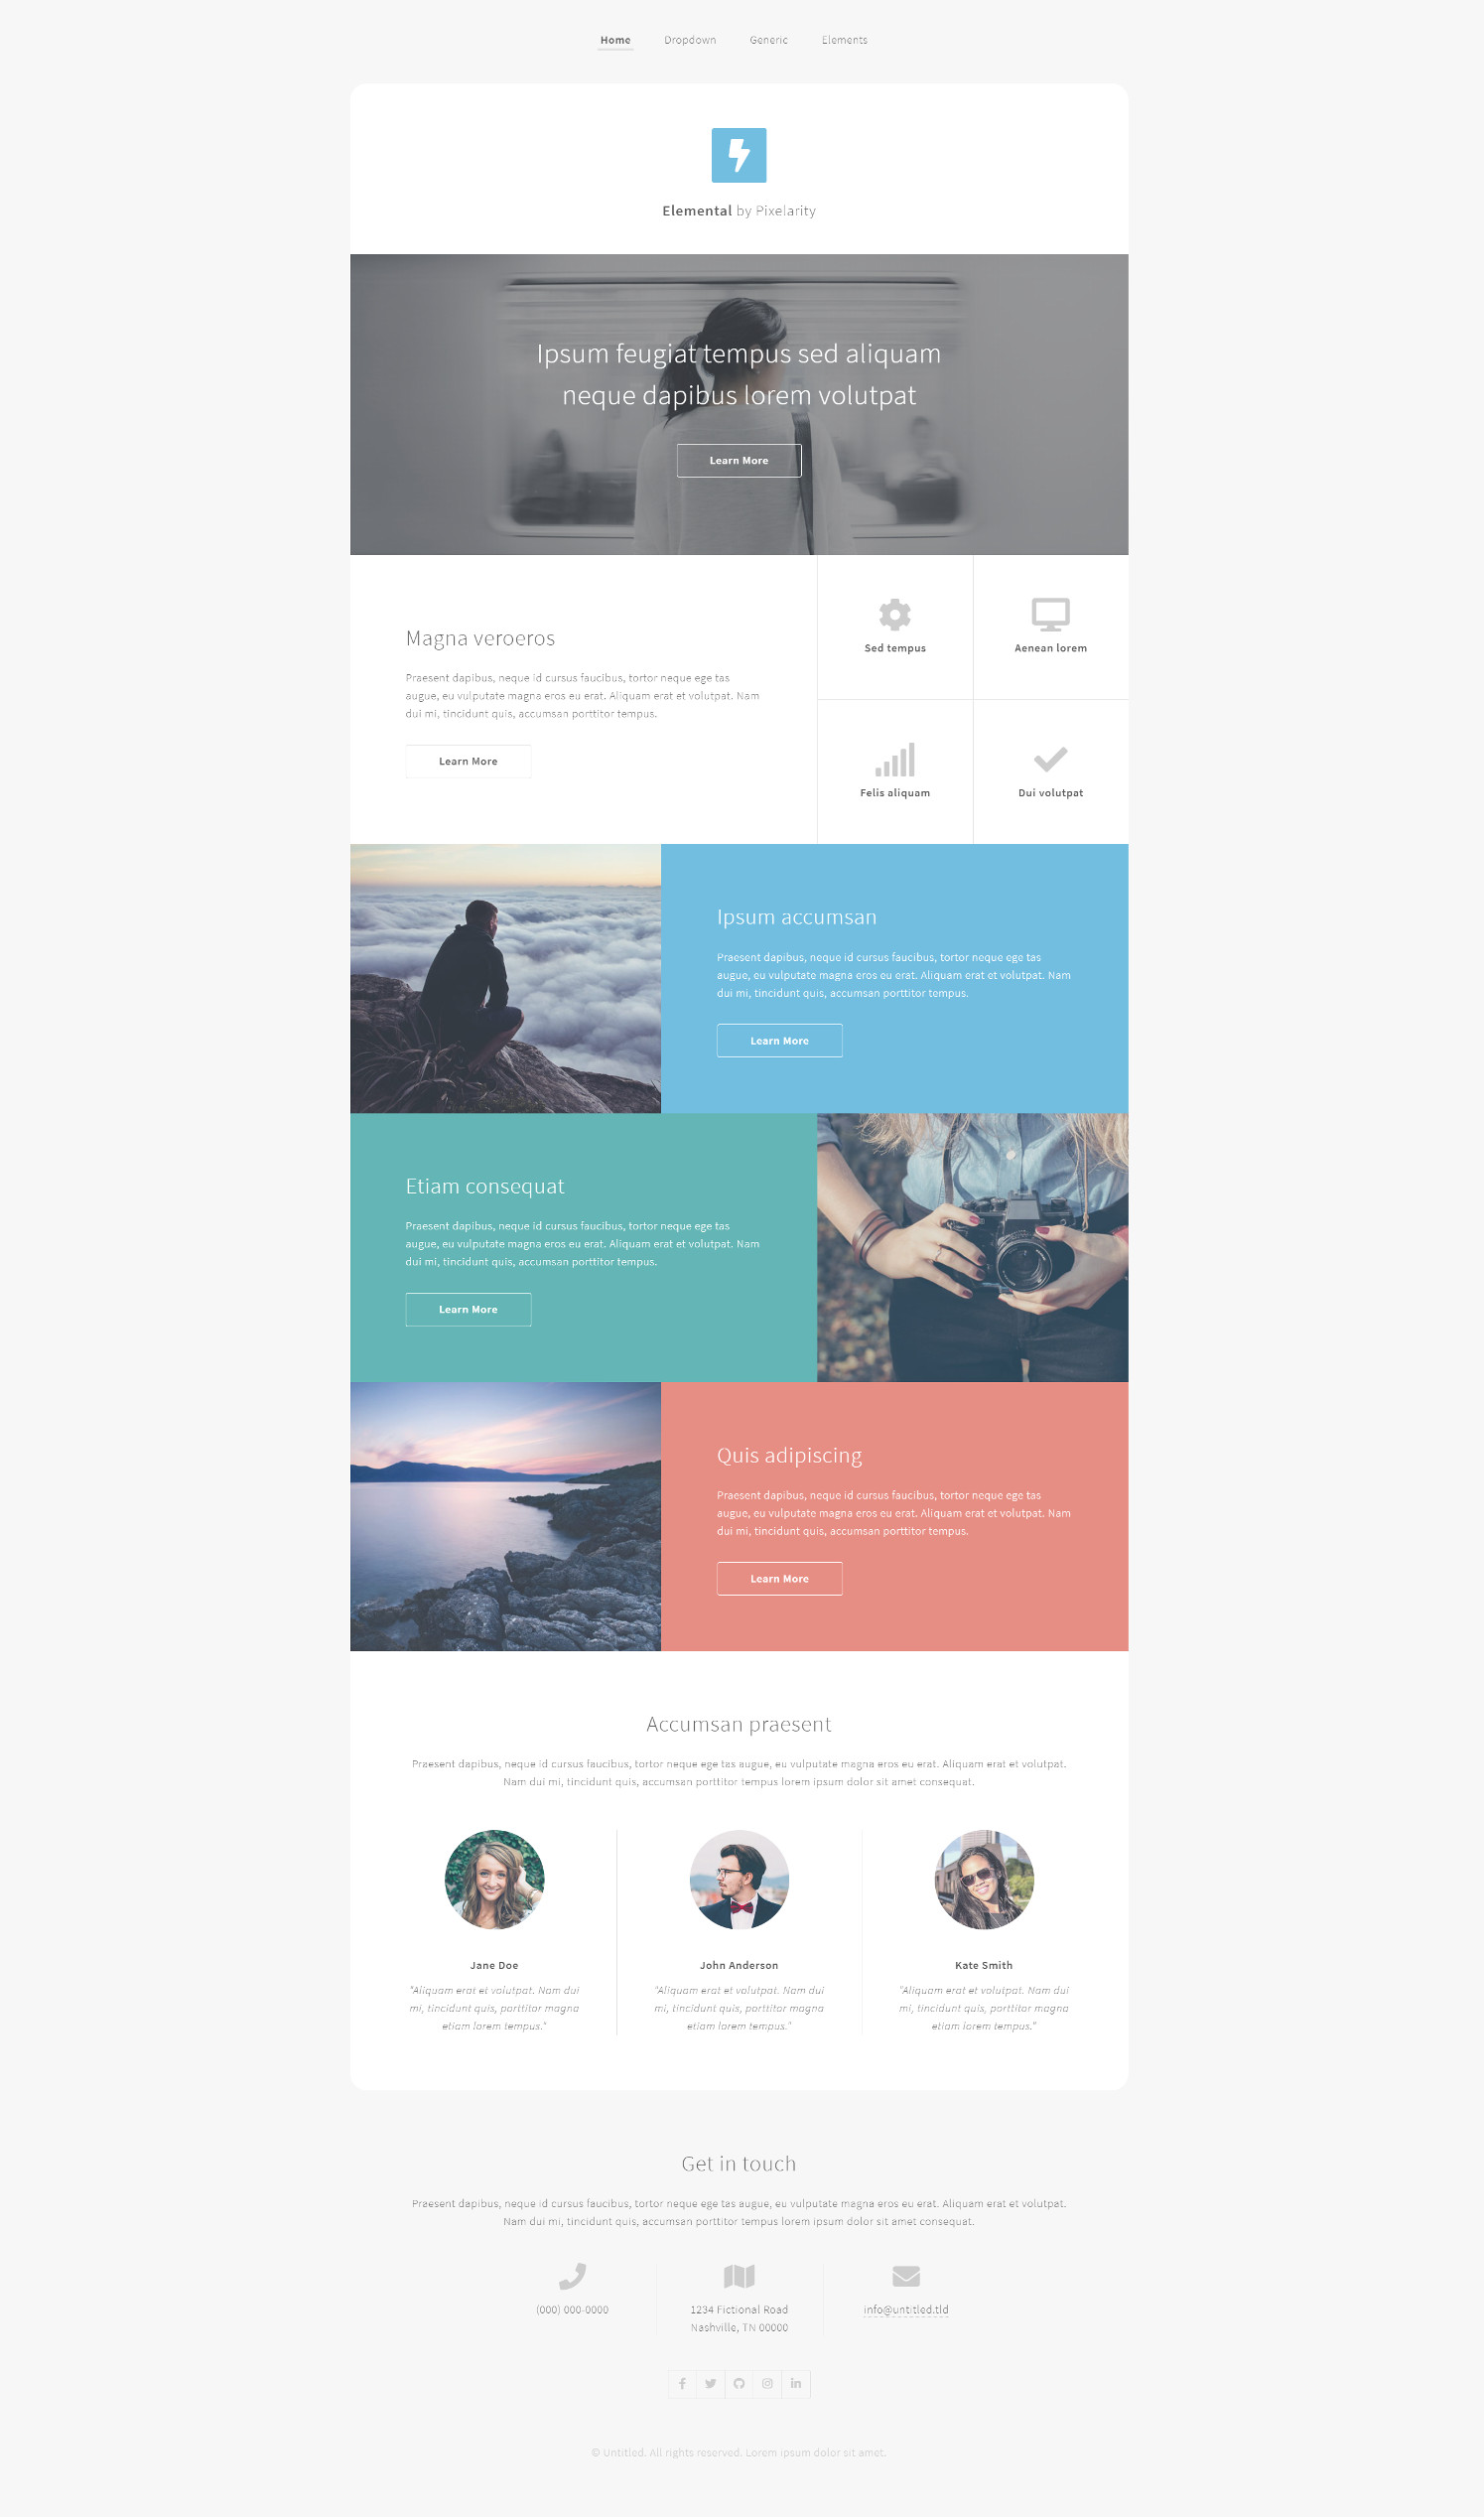 Home Dropdown Generic Elements
Elemental by Pixelarity
Ipsum feugiat tempus sed aliquam
neque dapibus lorem volutpat
Learn More
Magna veroeros
Praesent dapibus, neque id cursus faucibus, tortor neque ege tas
augue, eu vulputate magna eros eu erat. Aliquam erat et volutpat. Nam
dui mi, tincidunt quis, accumsan porttitor tempus.
Learn More
Sed tempus
Aenean lorem
Felis aliquam
Dui volutpat
Ipsum accumsan
Praesent dapibus, neque id cursus faucibus, tortor neque ege tas
augue, eu vulputate magna eros eu erat. Aliquam erat et volutpat. Nam
dui mi, tincidunt quis, accumsan porttitor tempus.
Learn More
Etiam consequat
Praesent dapibus, neque id cursus faucibus, tortor neque ege tas
augue, eu vulputate magna eros eu erat. Aliquam erat et volutpat. Nam
dui mi, tincidunt quis, accumsan porttitor tempus.
Learn More
Quis adipiscing
Praesent dapibus, neque id cursus faucibus, tortor neque ege tas
augue, eu vulputate magna eros eu erat. Aliquam erat et volutpat. Nam
dui mi, tincidunt quis, accumsan porttitor tempus.
Learn More
Accumsan praesent
Praesent dapibus, neque id cursus faucibus, tortor neque ege tas augue, eu vulputate magna eros eu erat. Aliquam erat et volutpat.
Nam dui mi, tincidunt quis, accumsan porttitor tempus lorem ipsum dolor sit amet consequat.
Jane Doe
"Aliquam erat et volutpat. Nam dui
mi, tincidunt quis, porttitor magna
etiam lorem tempus."
John Anderson
"Aliquam erat et volutpat. Nam dui
mi, tincidunt quis, porttitor magna
etiam lorem tempus."
Kate Smith
"Aliquam erat et volutpat. Nam dui
mi, tincidunt quis, porttitor magna
etiam lorem tempus."
Get in touch
Praesent dapibus, neque id cursus faucibus, tortor neque ege tas augue, eu vulputate magna eros eu erat. Aliquam erat et volutpat.
Nam dui mi, tincidunt quis, accumsan porttitor tempus lorem ipsum dolor sit amet consequat.
(000) 000-0000
1234 Fictional Road
Nashville, TN 00000
info@untitled.tld
© Untitled. All rights reserved. Lorem ipsum dolor sit amet.